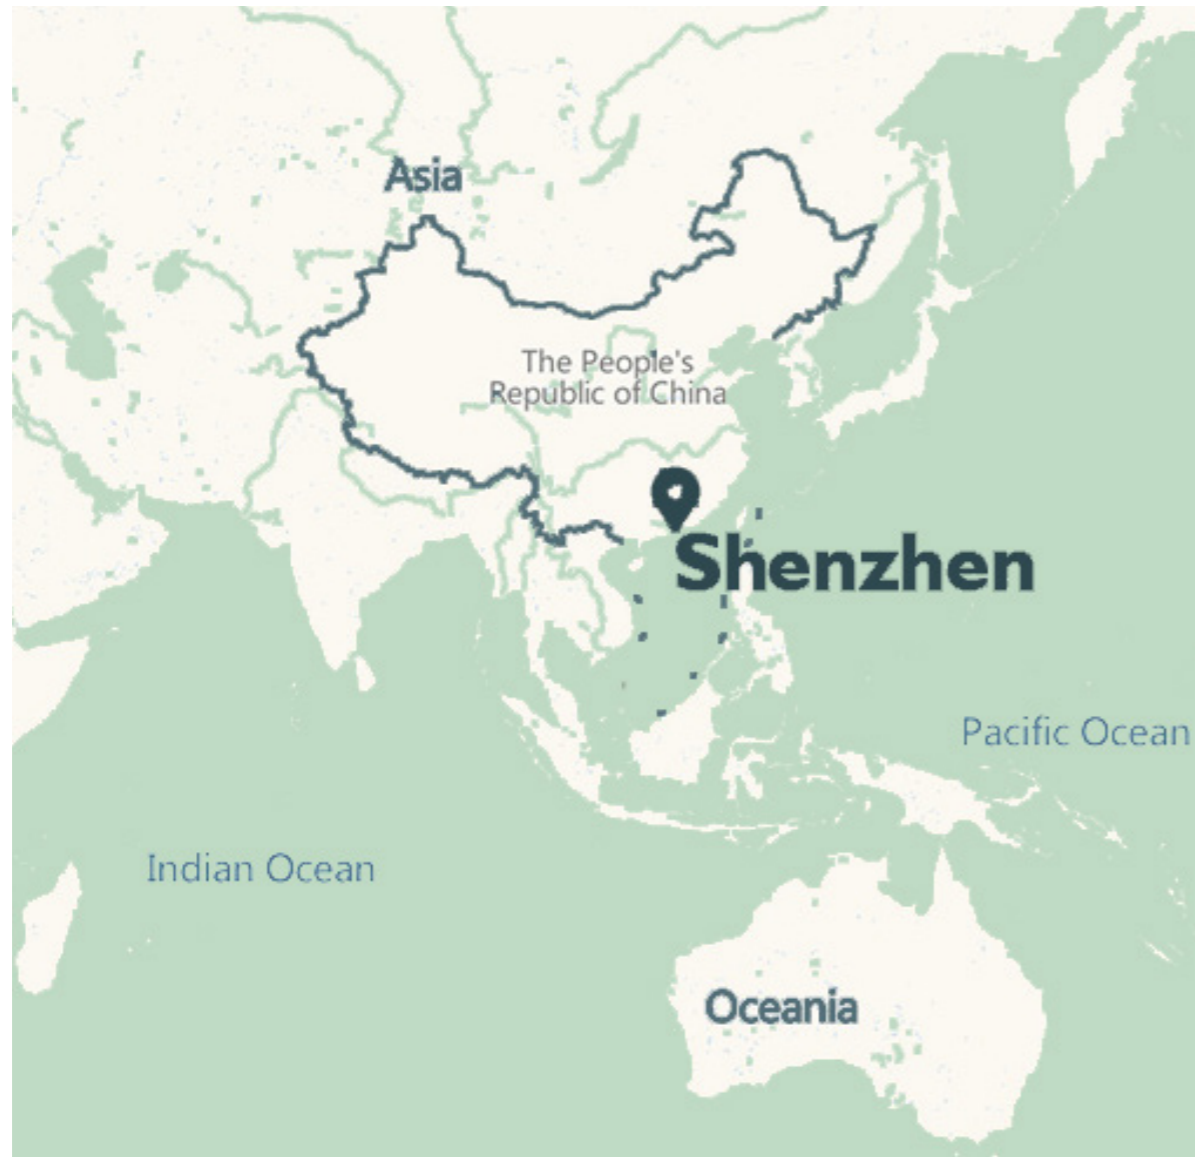 Asia
The People's
Republic of China
Shenzhen
Pacific Ocean
Indian Ocean
Oceania